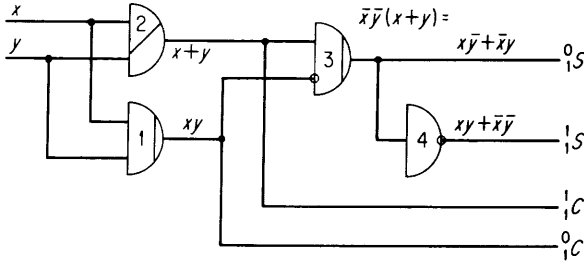 x
y
2
x+y
1
xy
x̄ȳ(x+y)=
3
xȳ+x̄y
⁰₁S
4
xy+x̄ȳ
¹₁S
¹₁C
⁰₁C